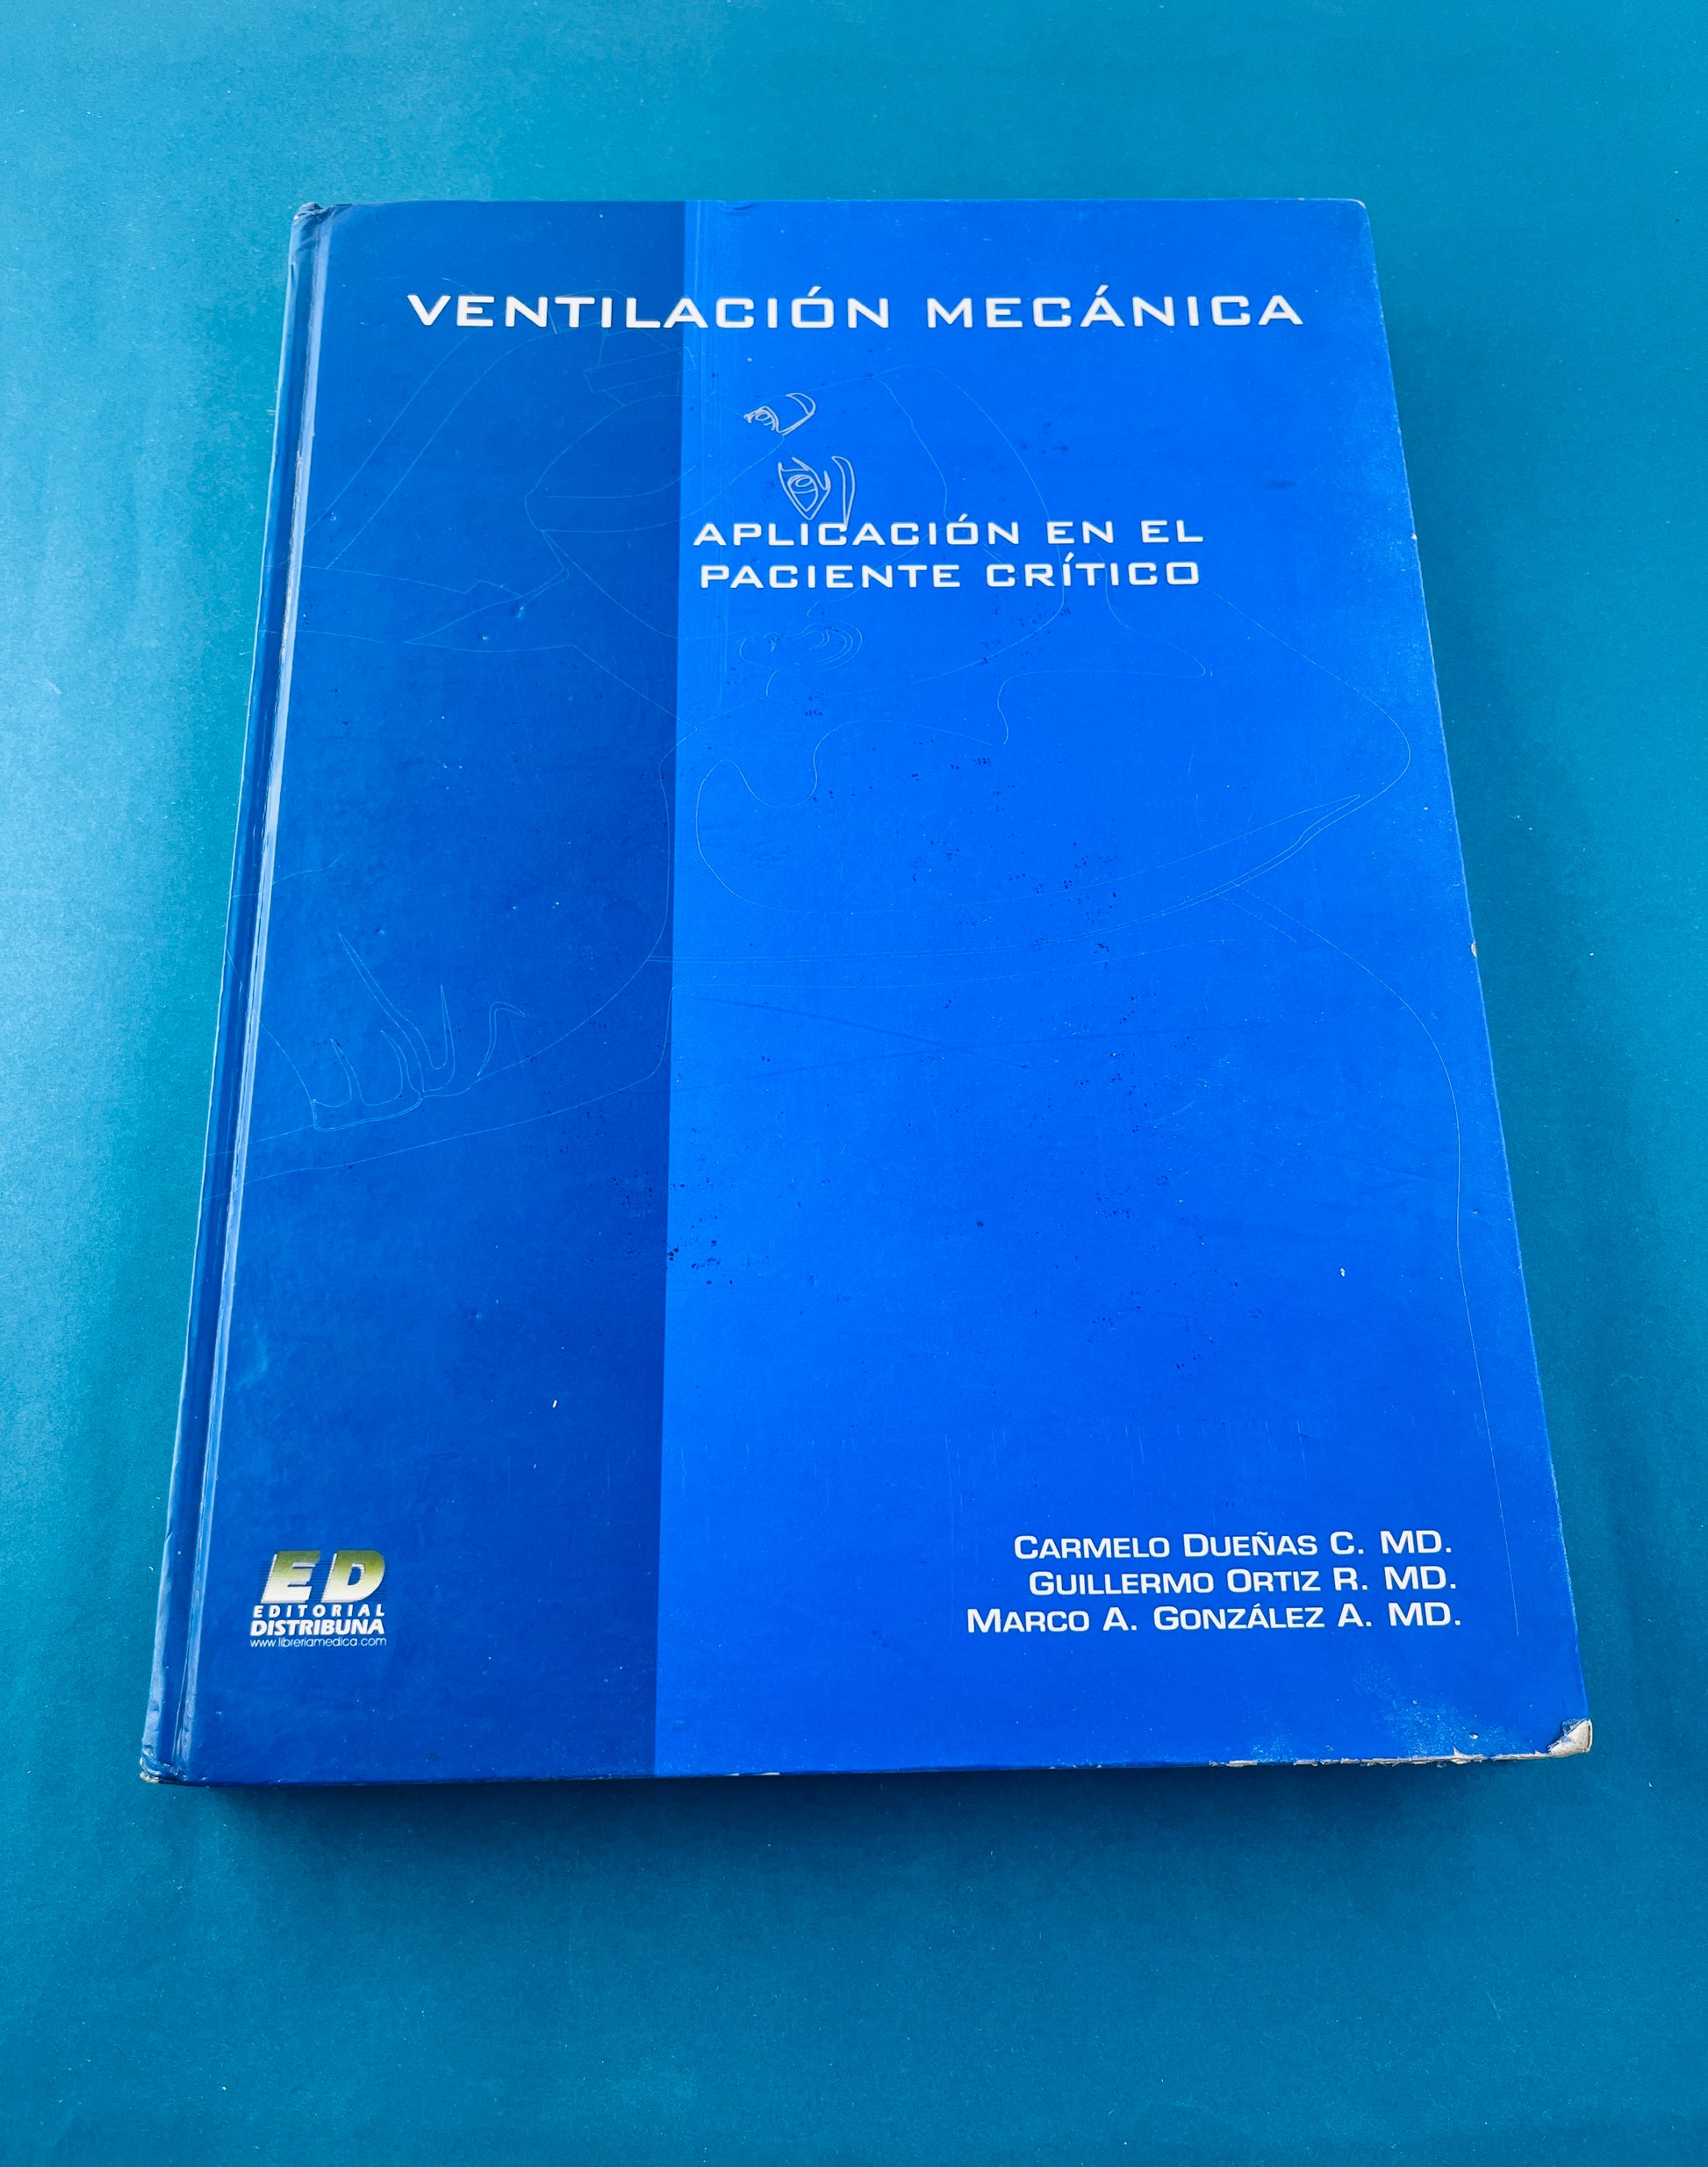 VENTILACIÓN MECÁNICA
APLICACIÓN EN EL
PACIENTE CRÍTICO
CARMELO DUEÑAS C. MD.
GUILLERMO ORTIZ R. MD.
MARCO A. GONZÁLEZ A. MD.
ED
EDITORIAL
DISTRIBUNA
www.libreriamedica.com